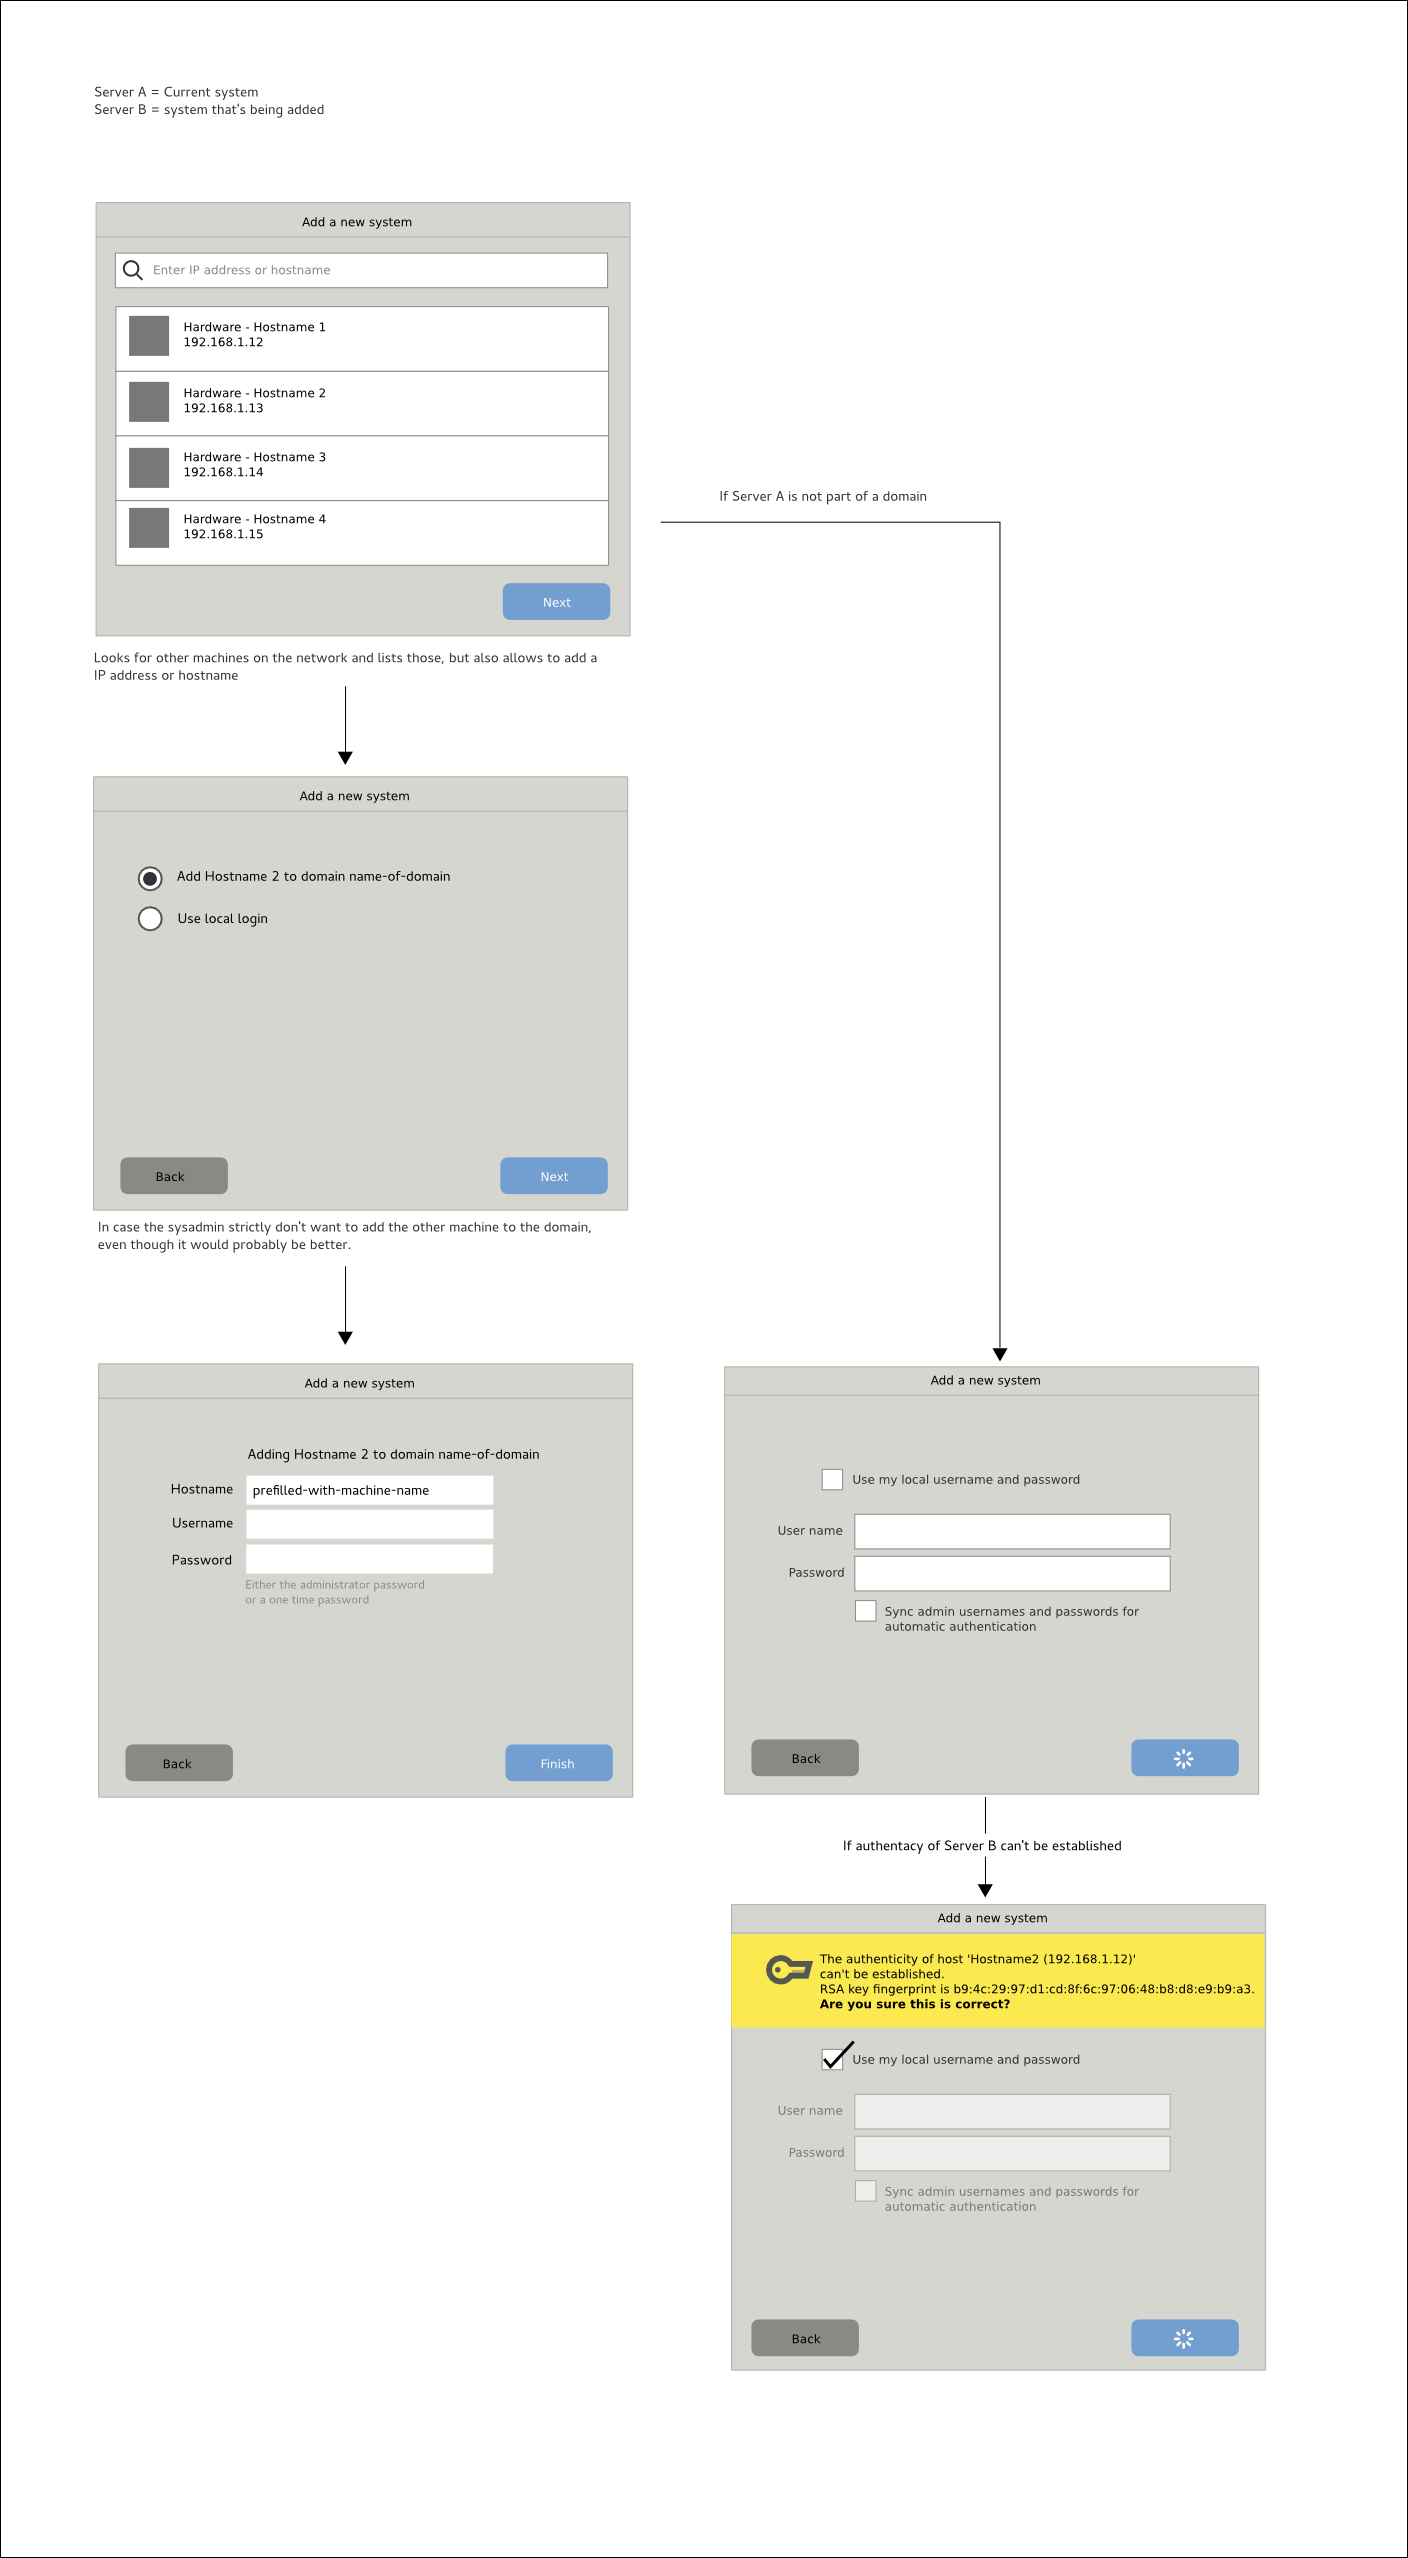 Server A = Current system
Server B = system that's being added
Add a new system
Enter IP address or hostname
Hardware - Hostname 1
192.168.1.12
Hardware - Hostname 2
192.168.1.13
Hardware - Hostname 3
192.168.1.14
Hardware - Hostname 4
192.168.1.15
Next
Looks for other machines on the network and lists those, but also allows to add a
IP address or hostname
If Server A is not part of a domain
Add a new system
Add Hostname 2 to domain name-of-domain
Use local login
Back
Next
In case the sysadmin strictly don't want to add the other machine to the domain,
even though it would probably be better.
Add a new system
Adding Hostname 2 to domain name-of-domain
Hostname
prefilled-with-machine-name
Username
Password
Either the administrator password
or a one time password
Back
Finish
Add a new system
Use my local username and password
User name
Password
Sync admin usernames and passwords for
automatic authentication
Back
If authentacy of Server B can't be established
Add a new system
The authenticity of host 'Hostname2 (192.168.1.12)'
can't be established.
RSA key fingerprint is b9:4c:29:97:d1:cd:8f:6c:97:06:48:b8:d8:e9:b9:a3.
Are you sure this is correct?
Use my local username and password
User name
Password
Sync admin usernames and passwords for
automatic authentication
Back